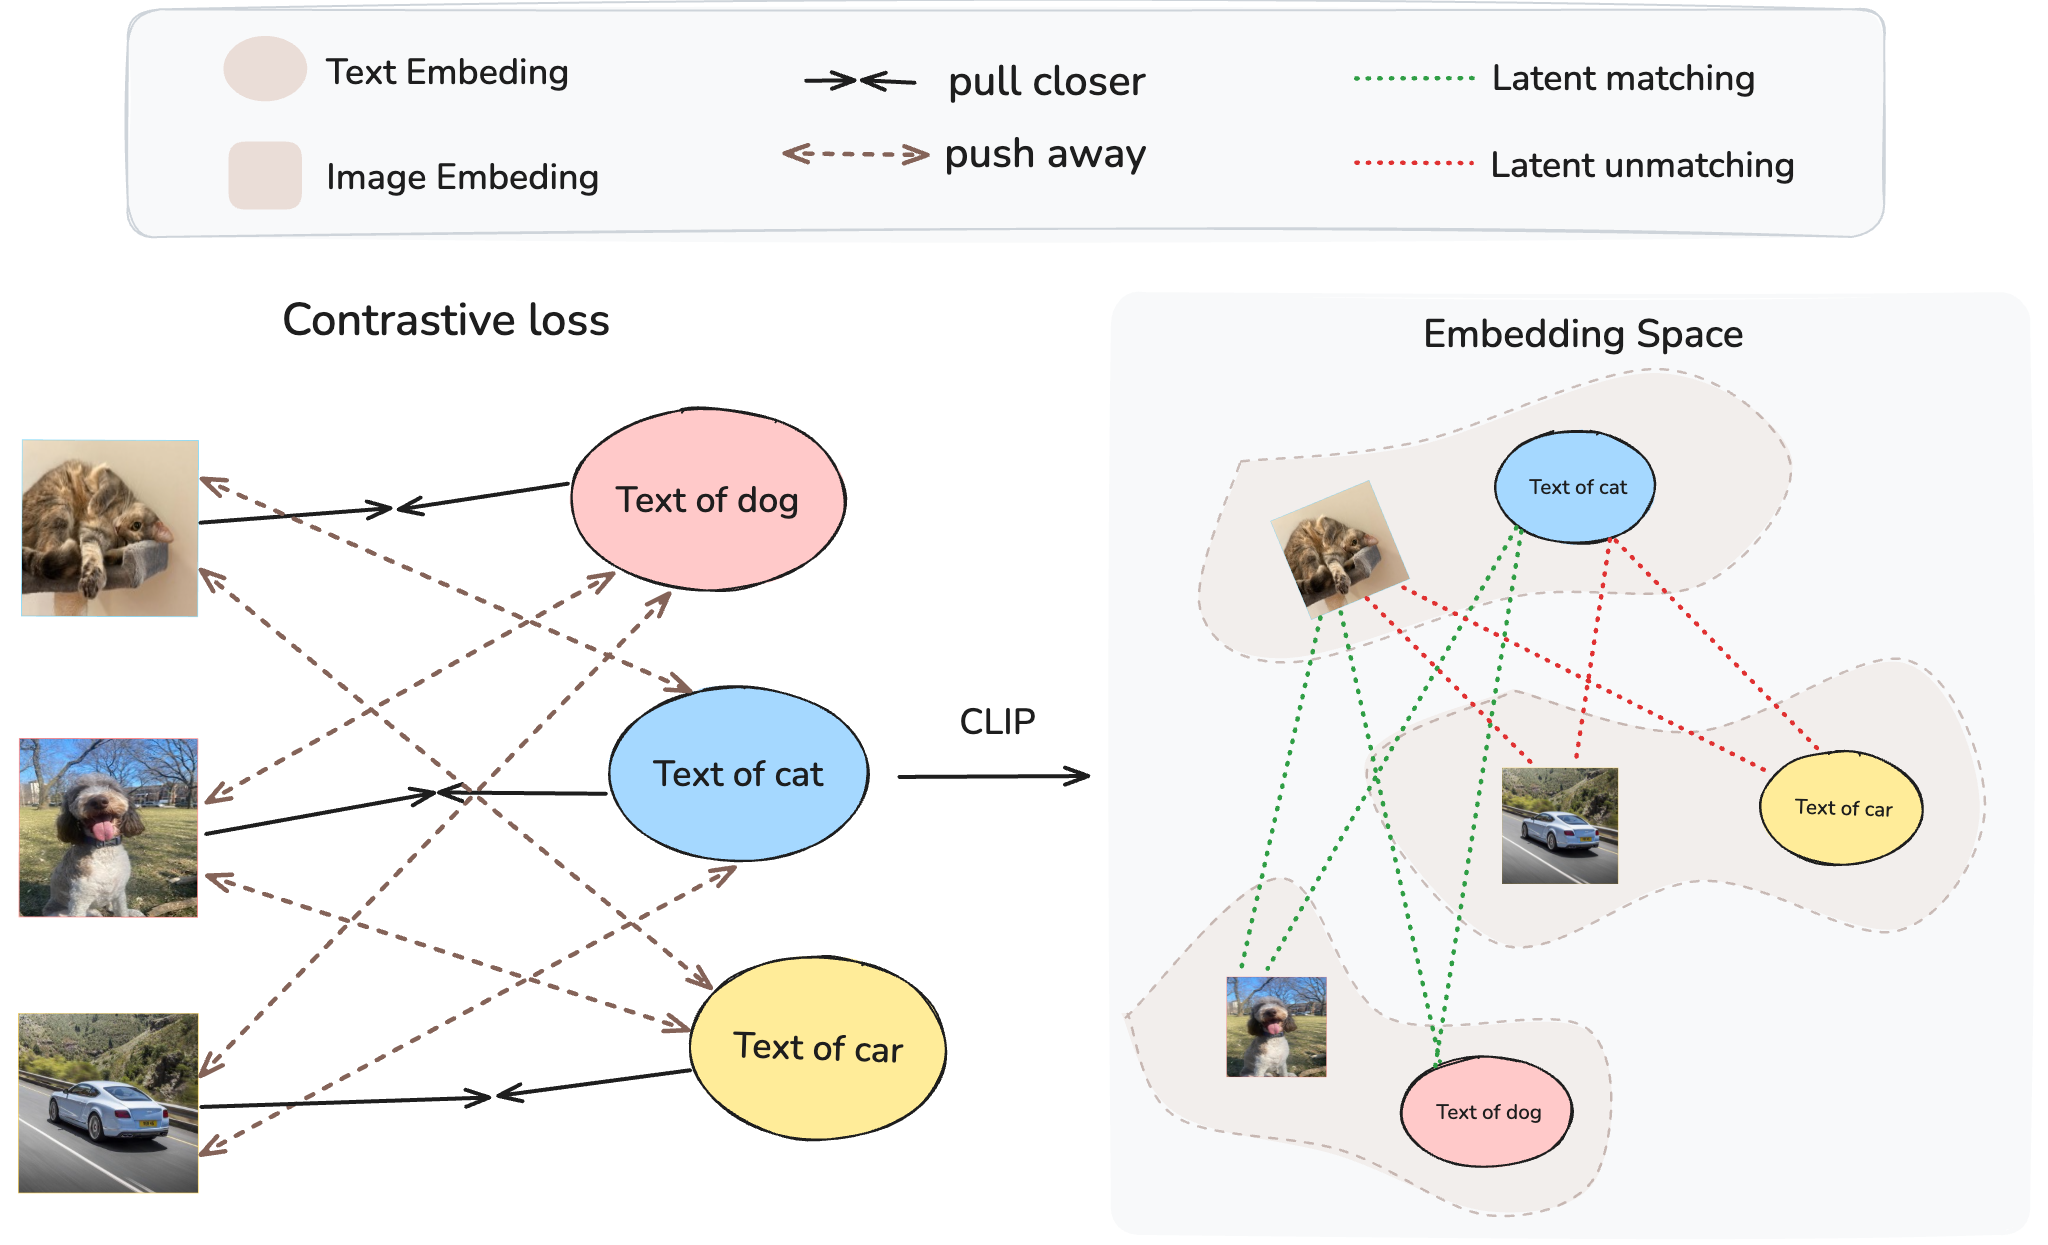 Text Embeding
pull closer
Latent matching
Image Embeding
push away
Latent unmatching
Contrastive loss
Text of dog
Text of cat
Text of car
CLIP
Embedding Space
Text of cat
Text of car
Text of dog